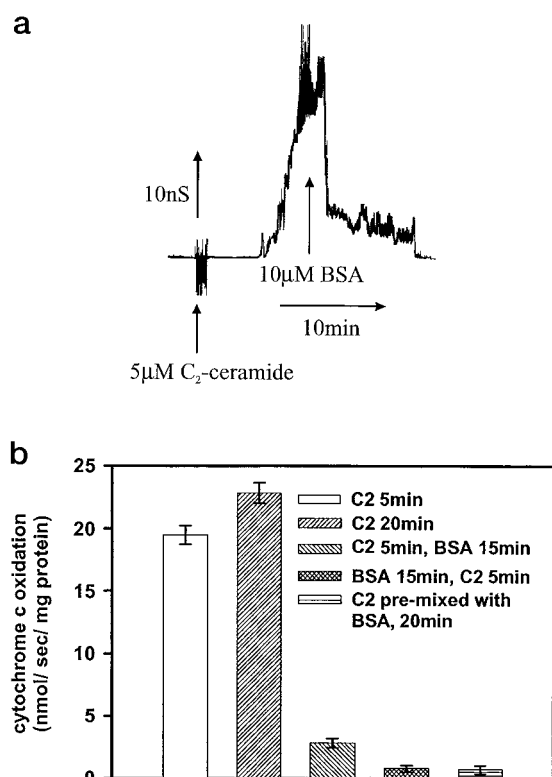 a
10nS
10µM BSA
10min
5µM C₂-ceramide
b
cytochrome c oxidation
(nmol/ sec/ mg protein)
25
20
15
10
5
0
C2 5min
C2 20min
C2 5min, BSA 15min
BSA 15min, C2 5min
C2 pre-mixed with
BSA, 20min